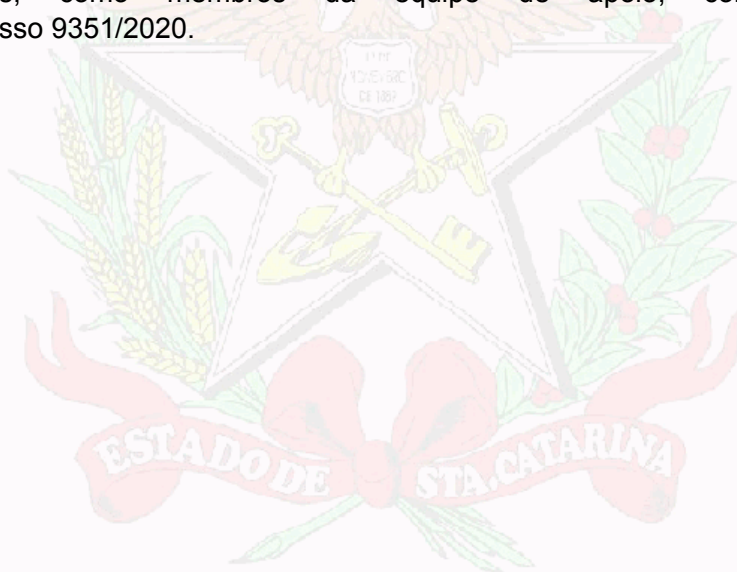 como membros da equipe de apoio,
sso 9351/2020.
ESTADO DE STA. CATARINA